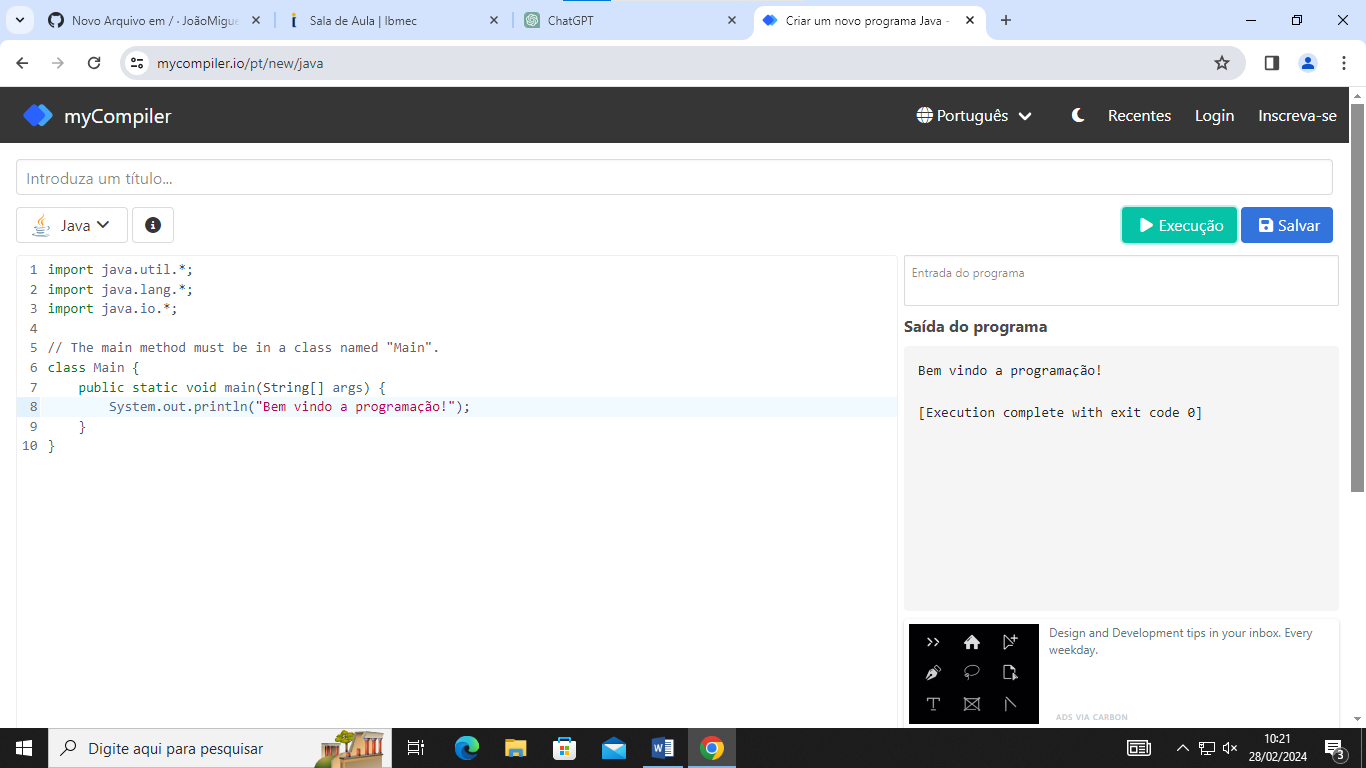 Novo Arquivo em / · JoãoMigue
Sala de Aula | Ibmec
ChatGPT
Criar um novo programa Java -
mycompiler.io/pt/new/java
myCompiler
Português
Recentes
Login
Inscreva-se
Introduza um título...
Java
Execução
Salvar
1 import java.util.*;
2 import java.lang.*;
3 import java.io.*;
4
5 // The main method must be in a class named "Main".
6 class Main {
7 public static void main(String[] args) {
8 System.out.println("Bem vindo a programação!");
9 }
10 }
Entrada do programa
Saída do programa
Bem vindo a programação!
[Execution complete with exit code 0]
Design and Development tips in your inbox. Every
weekday.
ADS VIA CARBON
Digite aqui para pesquisar
10:21
28/02/2024
3